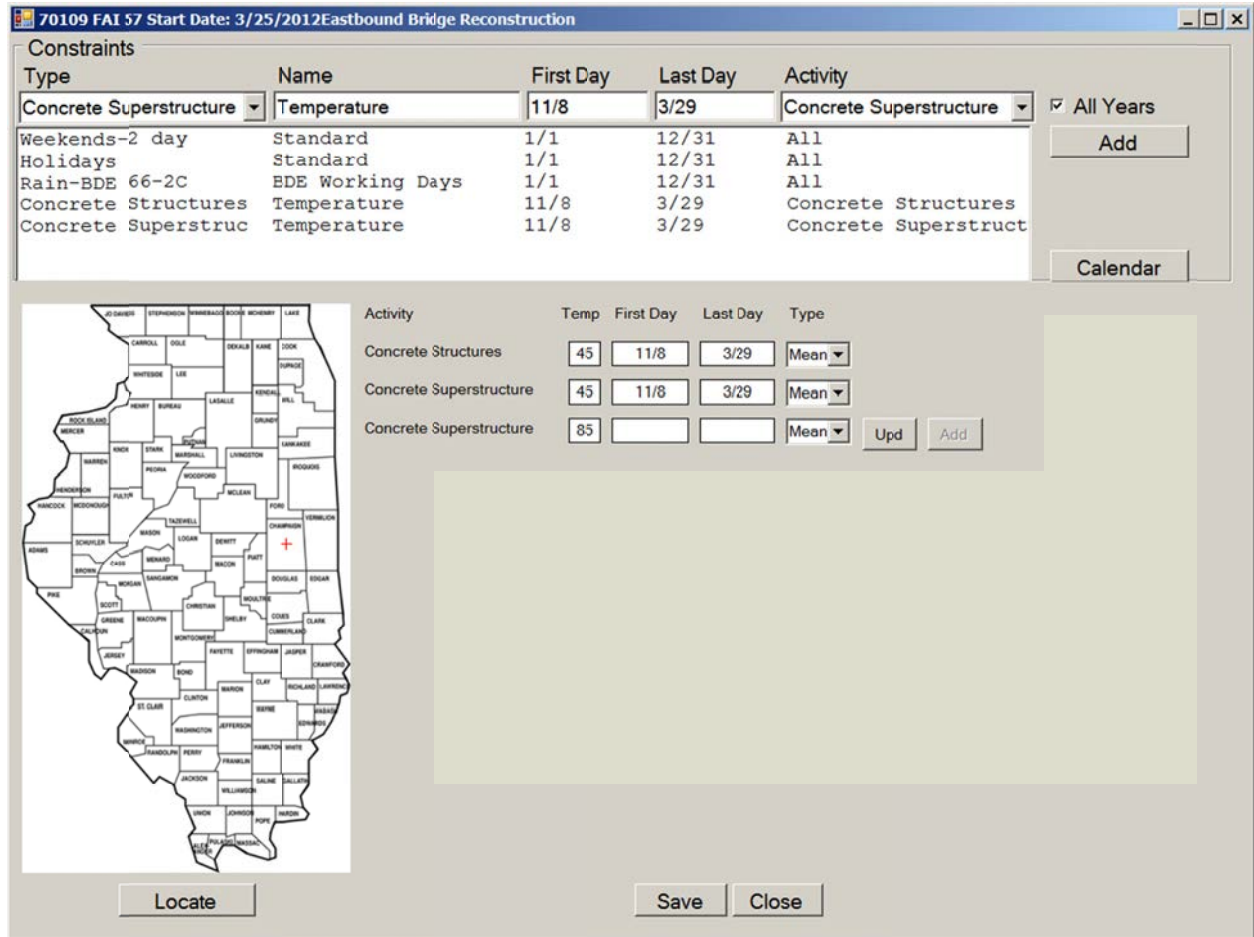 70109 FAI 57 Start Date: 3/25/2012Eastbound Bridge Reconstruction
Constraints
Type Name First Day Last Day Activity
Concrete Superstructure Temperature 11/8 3/29 Concrete Superstructure All Years
Weekends-2 day Standard 1/1 12/31 All
Add
Holidays Standard 1/1 12/31 All
Rain-BDE 66-2C BDE Working Days 1/1 12/31 All
Concrete Structures Temperature 11/8 3/29 Concrete Structures
Concrete Superstruc Temperature 11/8 3/29 Concrete Superstruct
Calendar
Activity Temp First Day Last Day Type
Concrete Structures 45 11/8 3/29 Mean
Concrete Superstructure 45 11/8 3/29 Mean
Concrete Superstructure 85 Mean Upd Add
JO DAVIESS STEPHENSON WINNEBAGO BOONE MCHENRY LAKE
CARROLL OGLE DEKALB KANE COOK
DUPAGE
WHITESIDE LEE
KENDALL WILL
HENRY BUREAU LASALLE
ROCK ISLAND GRUNDY
MERCER
PUTNAM KANKAKEE
KNOX STARK MARSHALL LIVINGSTON
WARREN PEORIA IROQUOIS
WOODFORD
HENDERSON FULTON MCLEAN
HANCOCK MCDONOUGH FORD
TAZEWELL VERMILION
MASON CHAMPAIGN
SCHUYLER LOGAN DEWITT
ADAMS
CASS MENARD PIATT
BROWN MACON
MORGAN SANGAMON DOUGLAS EDGAR
PIKE
SCOTT CHRISTIAN MOULTRIE
GREENE MACOUPIN SHELBY COLES CLARK
CALHOUN CUMBERLAND
MONTGOMERY
JERSEY FAYETTE EFFINGHAM JASPER
CRAWFORD
MADISON BOND
CLAY RICHLAND LAWRENCE
MARION
CLINTON
ST. CLAIR WAYNE WABASH
WASHINGTON JEFFERSON EDWARDS
MONROE
RANDOLPH PERRY HAMILTON WHITE
FRANKLIN
JACKSON SALINE GALLATIN
WILLIAMSON
UNION JOHNSON POPE HARDIN
ALEXANDER PULASKI MASSAC
Locate Save Close